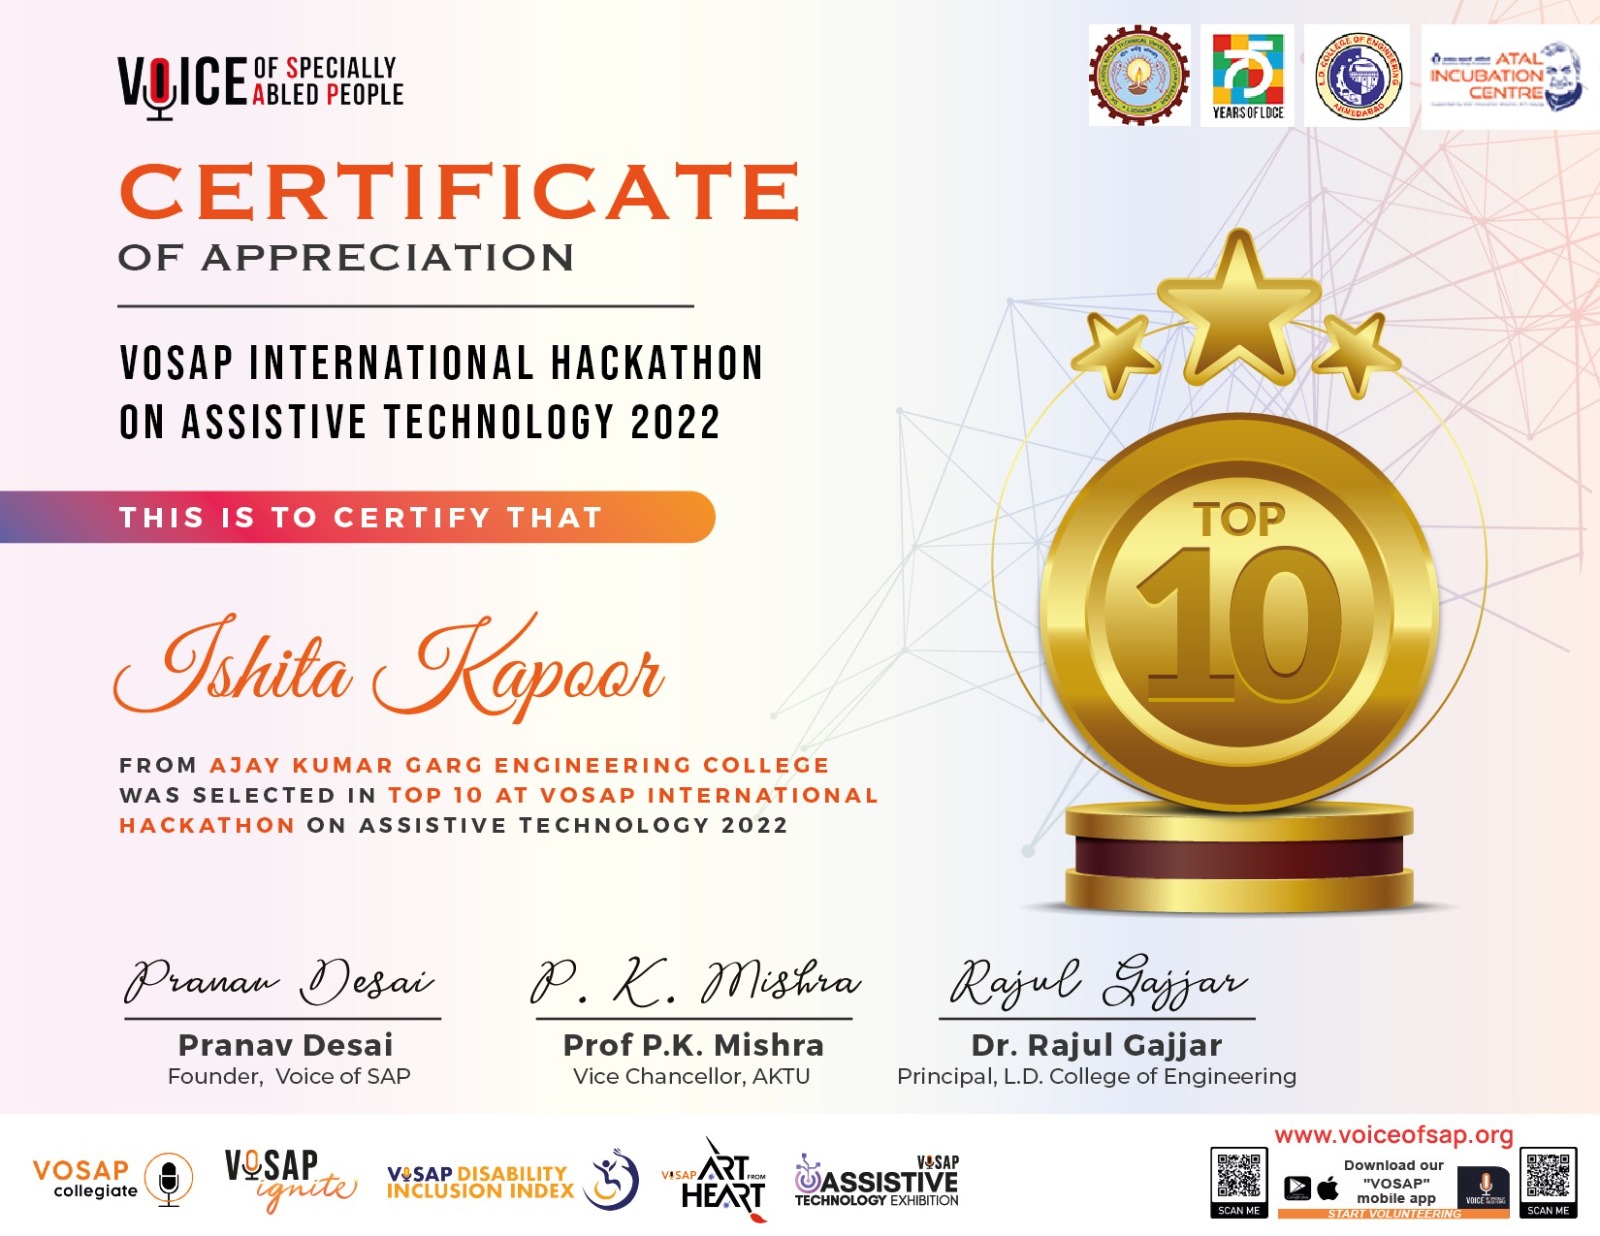 VOICE OF SPECIALLY
ABLED PEOPLE
YEARS OF LDCE
L.D. COLLEGE OF ENGINEERING
AHMEDABAD
ATAL
INCUBATION
CENTRE
CERTIFICATE
OF APPRECIATION
VOSAP INTERNATIONAL HACKATHON
ON ASSISTIVE TECHNOLOGY 2022
THIS IS TO CERTIFY THAT
TOP
10
Ishita Kapoor
FROM AJAY KUMAR GARG ENGINEERING COLLEGE
WAS SELECTED IN TOP 10 AT VOSAP INTERNATIONAL
HACKATHON ON ASSISTIVE TECHNOLOGY 2022
Pranav Desai
P. K. Mishra
Rajul Gajjar
Pranav Desai
Founder, Voice of SAP
Prof P.K. Mishra
Vice Chancellor, AKTU
Dr. Rajul Gajjar
Principal, L.D. College of Engineering
VOSAP
collegiate
VOSAP
ignite
VOSAP DISABILITY
INCLUSION INDEX
VOSAP ART FROM
HEART
VOSAP
ASSISTIVE
TECHNOLOGY EXHIBITION
www.voiceofsap.org
SCAN ME
Download our
"VOSAP"
mobile app
START VOLUNTEERING
SCAN ME